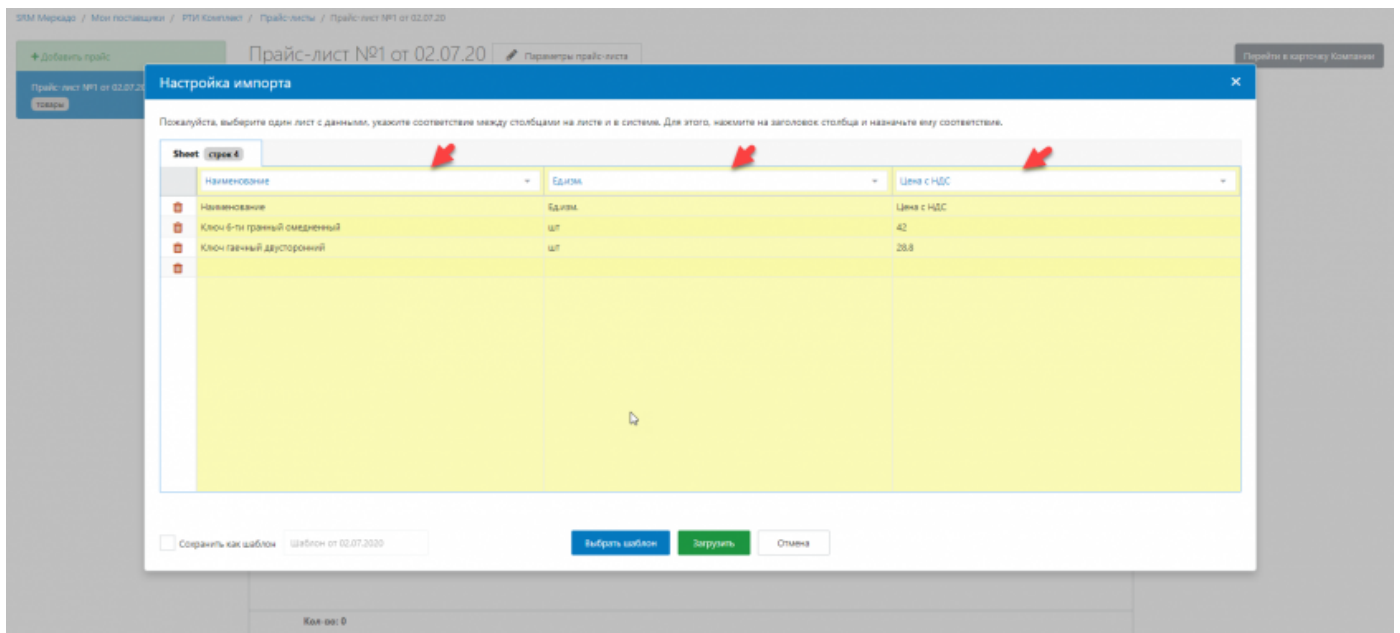 SRM Меркадо / Мои поставщики / РТИ Комплект / Прайс-листы / Прайс-лист №1 от 02.07.20
+ Добавить прайс
Прайс-лист №1 от 02.07.20
Параметры прайс-листа
Перейти в карточку Компании
Прайс-лист №1 от 02.07.20
товары
Настройка импорта
×
Пожалуйста, выберите один лист с данными, укажите соответствие между столбцами на листе и в системе. Для этого, нажмите на заголовок столбца и назначьте ему соответствие.
Sheet строк 4
Наименование Ед.изм. Цена с НДС
Наименование Ед.изм. Цена с НДС
Ключ 6-ти гранный омедненный шт 42
Ключ гаечный двусторонний шт 28.8
Сохранить как шаблон Шаблон от 02.07.2020 Выбрать шаблон Загрузить Отмена
Кол-во: 0